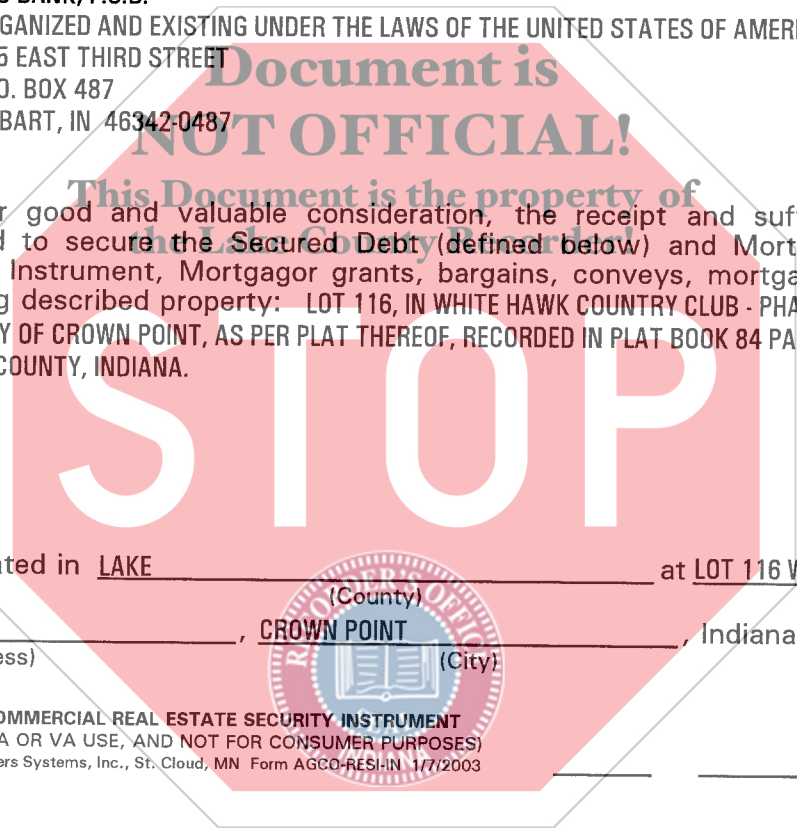 BANK, F.S.B.
GANIZED AND EXISTING UNDER THE LAWS OF THE UNITED STATES OF AMERI
5 EAST THIRD STREET
Document is
O. BOX 487
BART, IN 46342-0487
NOT OFFICIAL!
This Document is the property of
r good and valuable consideration, the receipt and suf
the Lake County Recorder!
d to secure the Secured Debt (defined below) and Mort
Instrument, Mortgagor grants, bargains, conveys, mortga
g described property: LOT 116, IN WHITE HAWK COUNTRY CLUB - PHA
Y OF CROWN POINT, AS PER PLAT THEREOF, RECORDED IN PLAT BOOK 84 PA
COUNTY, INDIANA.
STOP
ated in LAKE at LOT 116 W
(County)
RECORDER'S OFFICE
, CROWN POINT , Indiana
ess) (City)
OMMERCIAL REAL ESTATE SECURITY INSTRUMENT
A OR VA USE, AND NOT FOR CONSUMER PURPOSES)
INDIANA
ers Systems, Inc., St. Cloud, MN Form AGCO-RESI-IN 1/7/2003